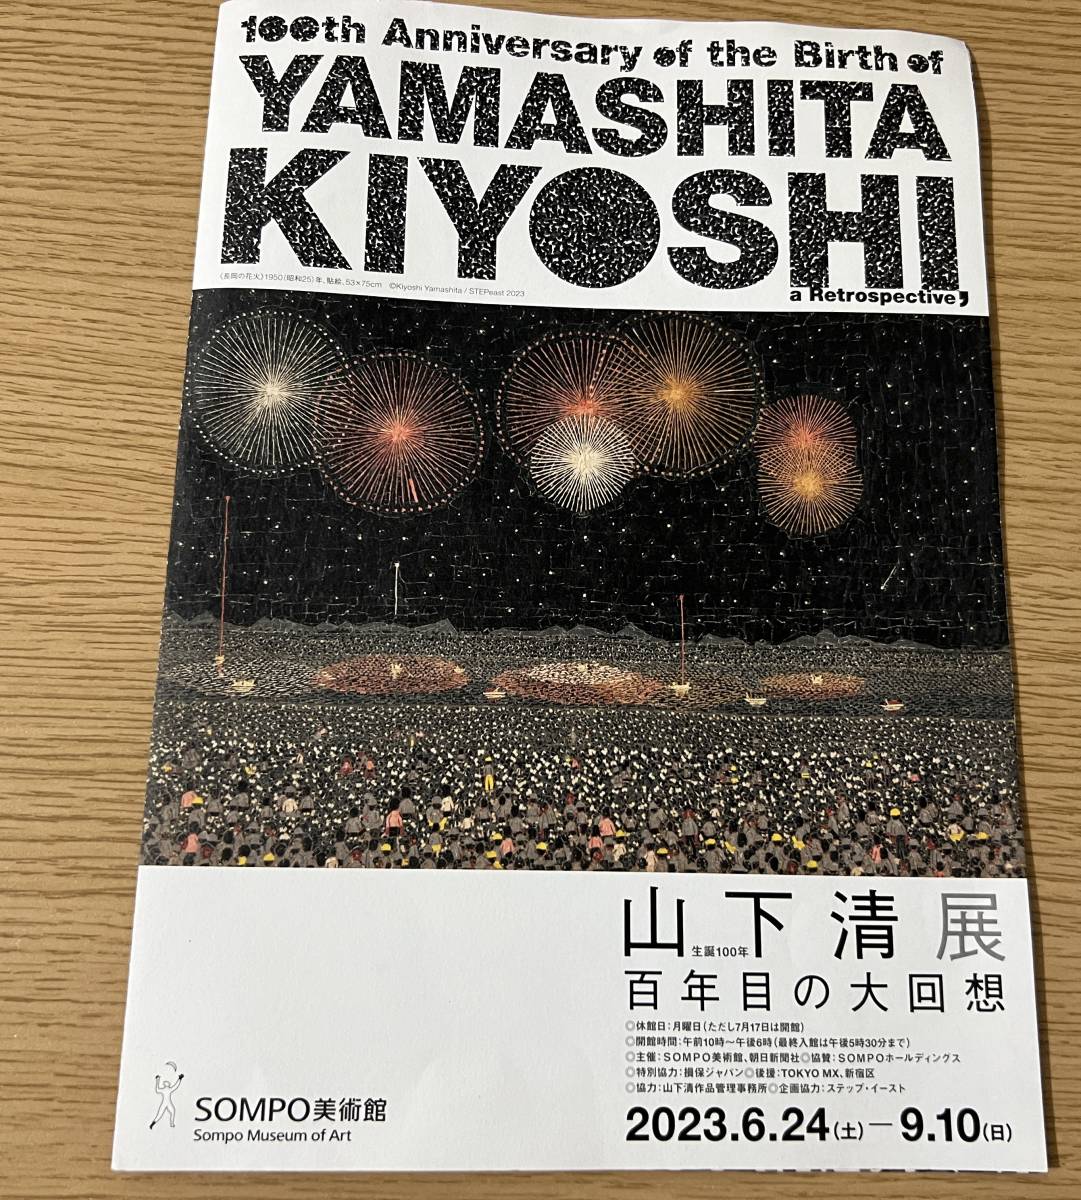 100th Anniversary of the Birth of
YAMASHITA
KIYOSHI
a Retrospective,
《長岡の花火》1950(昭和25)年、貼絵、53×75cm ©Kiyoshi Yamashita / STEPeast 2023
山下清展
生誕100年
百年目の大回想
◎休館日:月曜日(ただし7月17日は開館)
◎開館時間:午前10時〜午後6時(最終入館は午後5時30分まで)
◎主催:SOMPO美術館、朝日新聞社◎協賛:SOMPOホールディングス
◎特別協力:損保ジャパン◎後援:TOKYO MX、新宿区
◎協力:山下清作品管理事務所◎企画協力:ステップ・イースト
2023.6.24(土)―9.10(日)
SOMPO美術館
Sompo Museum of Art